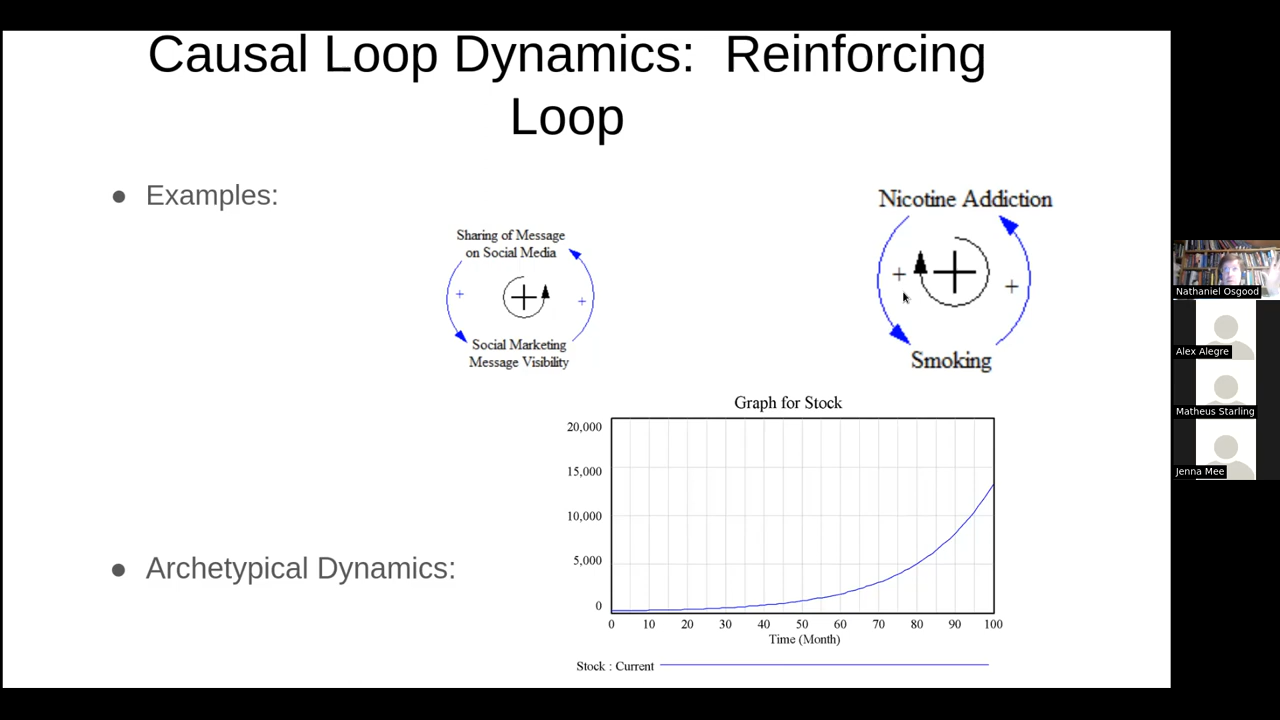 Causal Loop Dynamics:  Reinforcing
Loop
● Examples:
Sharing of Message
on Social Media
+
+
+
Social Marketing
Message Visibility
Nicotine Addiction
+
+
+
Smoking
● Archetypical Dynamics:
Graph for Stock
20,000
15,000
10,000
5,000
0
0 10 20 30 40 50 60 70 80 90 100
Time (Month)
Stock : Current
Nathaniel Osgood
Alex Alegre
Matheus Starling
Jenna Mee